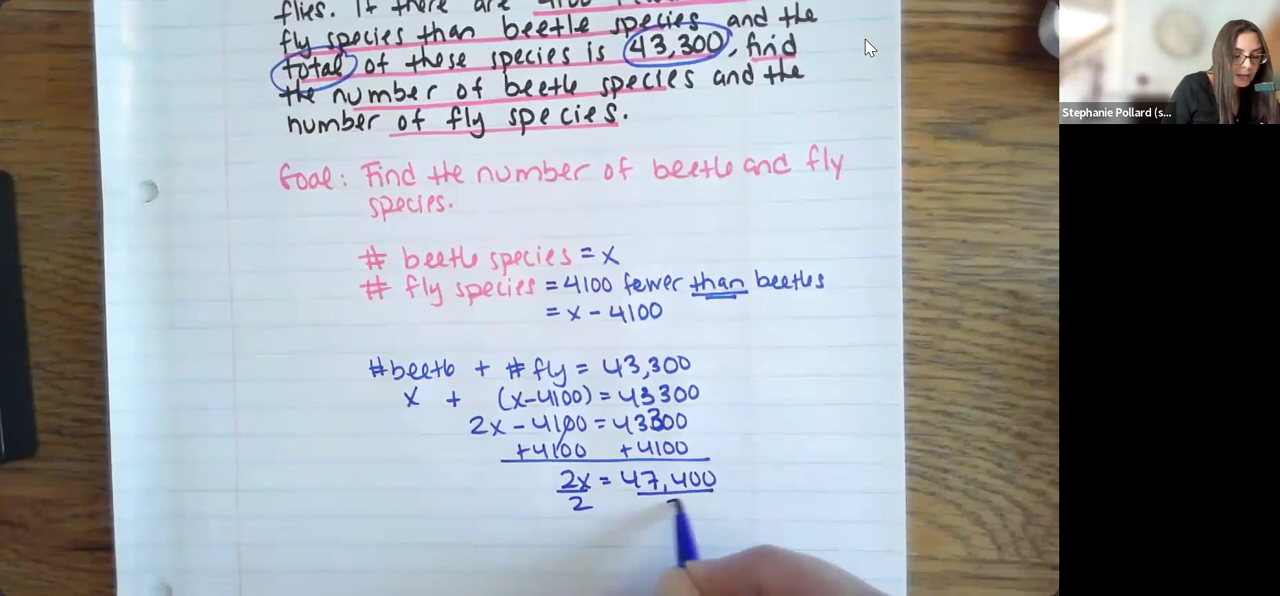 flies. If there are 4100
fly species than beetle species and the
total of these species is 43,300, find
the number of beetle species and the
number of fly species.
Goal: Find the number of beetle and fly
species.
# beetle species = x
# fly species = 4100 fewer than beetles
= x - 4100
#beetle + #fly = 43,300
x + (x-4100) = 43300
2x - 4100 = 43300
+4100 +4100
2x = 47,400
2
Stephanie Pollard (s...